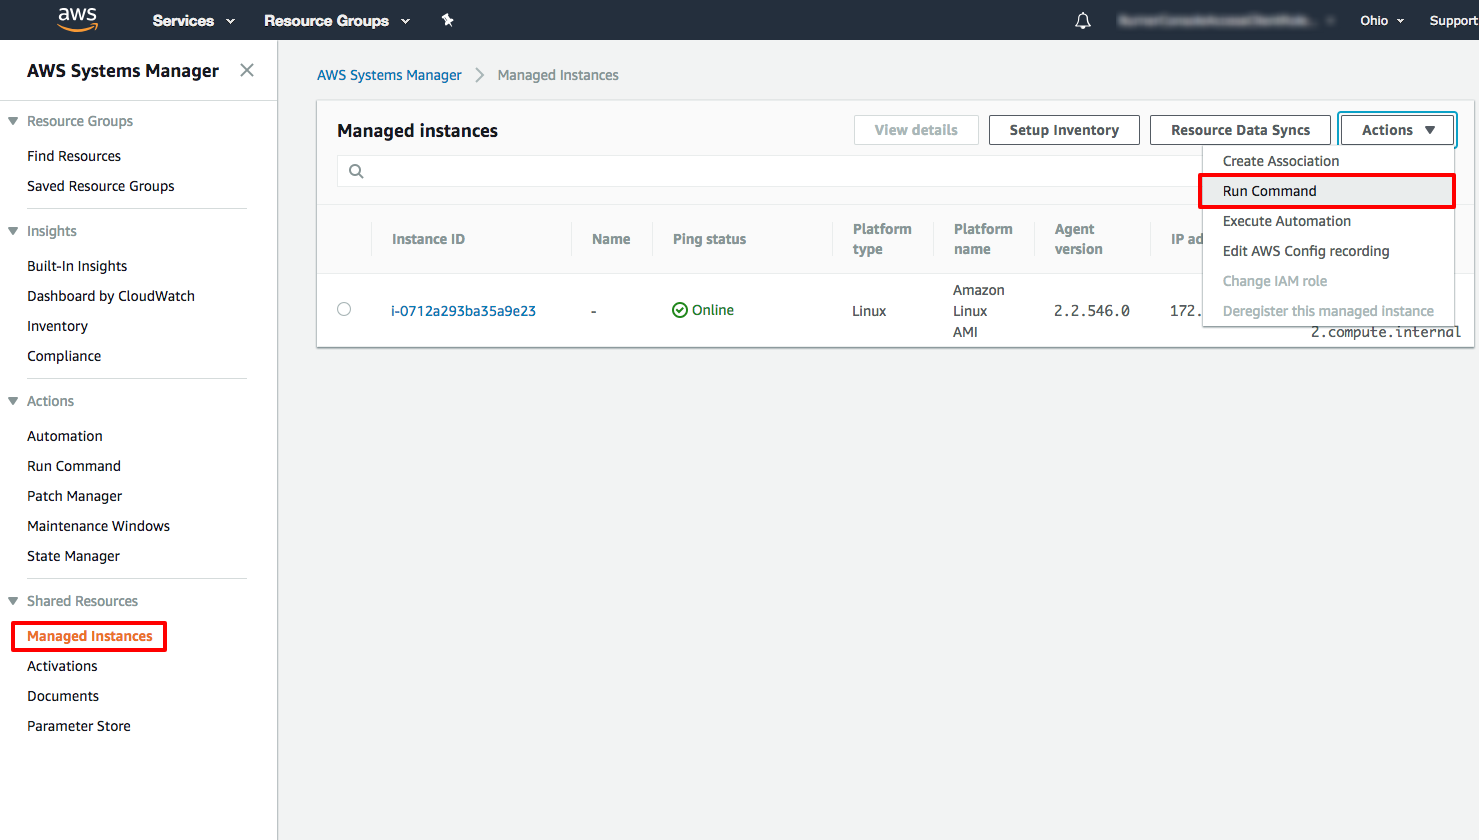 aws Services Resource Groups Ohio Support
AWS Systems Manager
Resource Groups
Find Resources
Saved Resource Groups
Insights
Built-In Insights
Dashboard by CloudWatch
Inventory
Compliance
Actions
Automation
Run Command
Patch Manager
Maintenance Windows
State Manager
Shared Resources
Managed Instances
Activations
Documents
Parameter Store
AWS Systems Manager > Managed Instances
Managed instances
View details Setup Inventory Resource Data Syncs Actions
Create Association
Run Command
Execute Automation
Edit AWS Config recording
Change IAM role
Deregister this managed instance
Instance ID Name Ping status Platform type Platform name Agent version IP ad
i-0712a293ba35a9e23 - Online Linux Amazon Linux AMI 2.2.546.0 172.
2.compute.internal